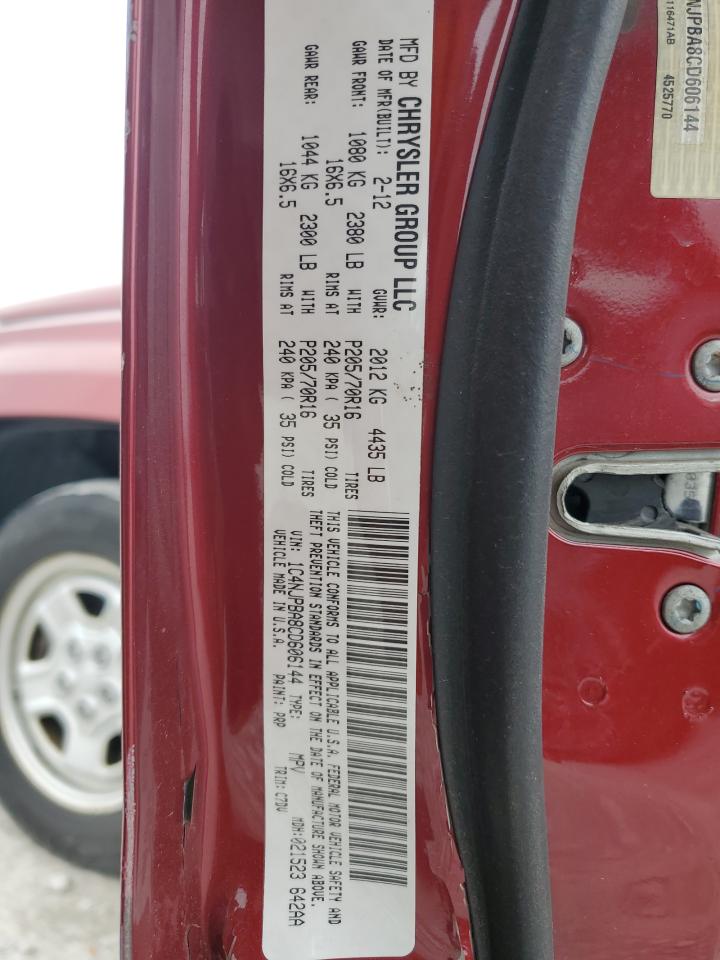 MFD BY CHRYSLER GROUP LLC
DATE OF MFR(BUILT): 2-12 GVWR: 2012 KG 4435 LB
GAWR FRONT: 1080 KG 2380 LB WITH P205/70R16 TIRES
16X6.5 RIMS AT 240 KPA ( 35 PSI) COLD
GAWR REAR: 1044 KG 2300 LB WITH P205/70R16 TIRES
16X6.5 RIMS AT 240 KPA ( 35 PSI) COLD
THIS VEHICLE CONFORMS TO ALL APPLICABLE U.S.A. FEDERAL MOTOR VEHICLE SAFETY AND
THEFT PREVENTION STANDARDS IN EFFECT ON THE DATE OF MANUFACTURE SHOWN ABOVE.
VIN: 1C4NJPBA8CD606144 TYPE: MPV MDH:021523 642AA
VEHICLE MADE IN U.S.A. PAINT: PRP TRIM: C7DV
NJPBA8CD606144
116471AB 4525770